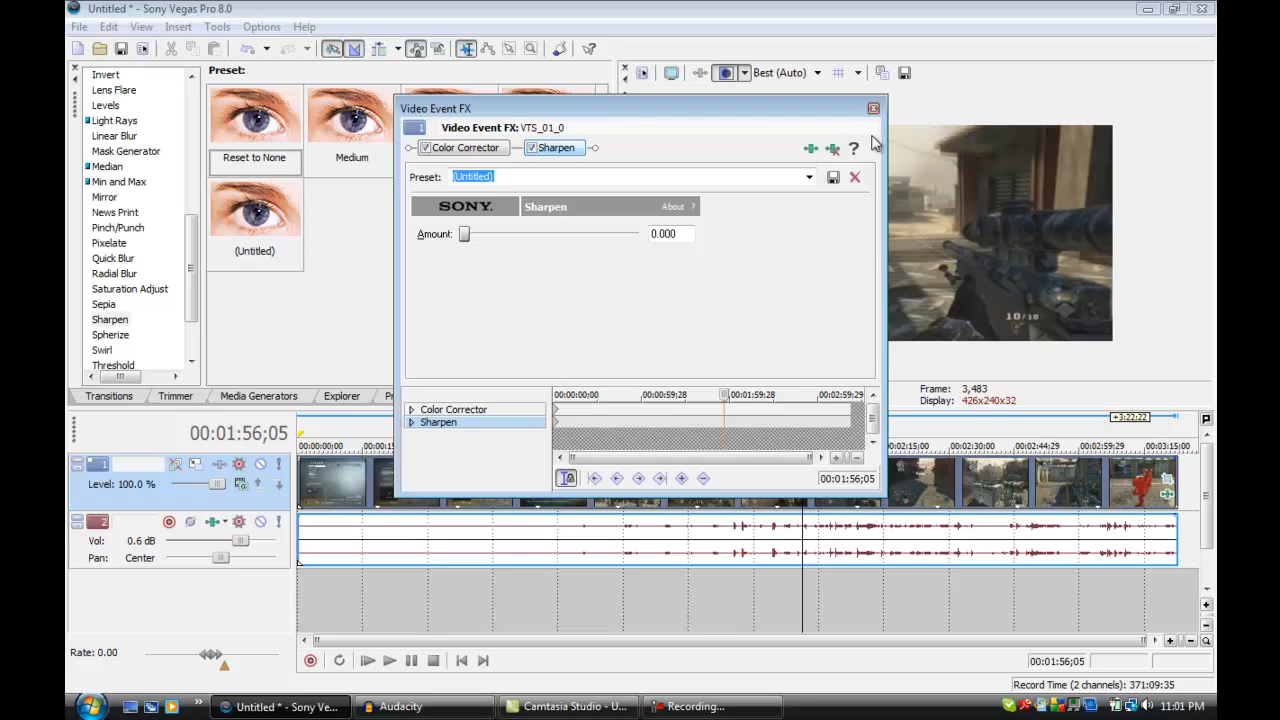 Untitled * - Sony Vegas Pro 8.0
File Edit View Insert Tools Options Help
Invert
Lens Flare
Levels
Light Rays
Linear Blur
Mask Generator
Median
Min and Max
Mirror
News Print
Pinch/Punch
Pixelate
Quick Blur
Radial Blur
Saturation Adjust
Sepia
Sharpen
Spherize
Swirl
Threshold
Preset:
Reset to None
Medium
(Untitled)
Transitions Trimmer Media Generators Explorer
Best (Auto)
Video Event FX
1 Video Event FX: VTS_01_0
Color Corrector Sharpen
Preset: (Untitled)
SONY. Sharpen About ?
Amount: 0.000
00:00:00;00 00:00:59;28 00:01:59;28 00:02:59;29
Color Corrector
Sharpen
00:01:56;05
10/10
Frame: 3,483
Display: 426x240x32
+3:22;22
00:01:56;05
00:00:00;00 00:02:15;00 00:02:30;00 00:02:44;29 00:02:59;29 00:03:15:00
1
Level: 100.0 %
2
Vol: 0.6 dB
Pan: Center
Rate: 0.00
00:01:56;05
Record Time (2 channels): 371:09:35
Untitled * - Sony Ve...
Audacity
Camtasia Studio - U...
Recording...
11:01 PM